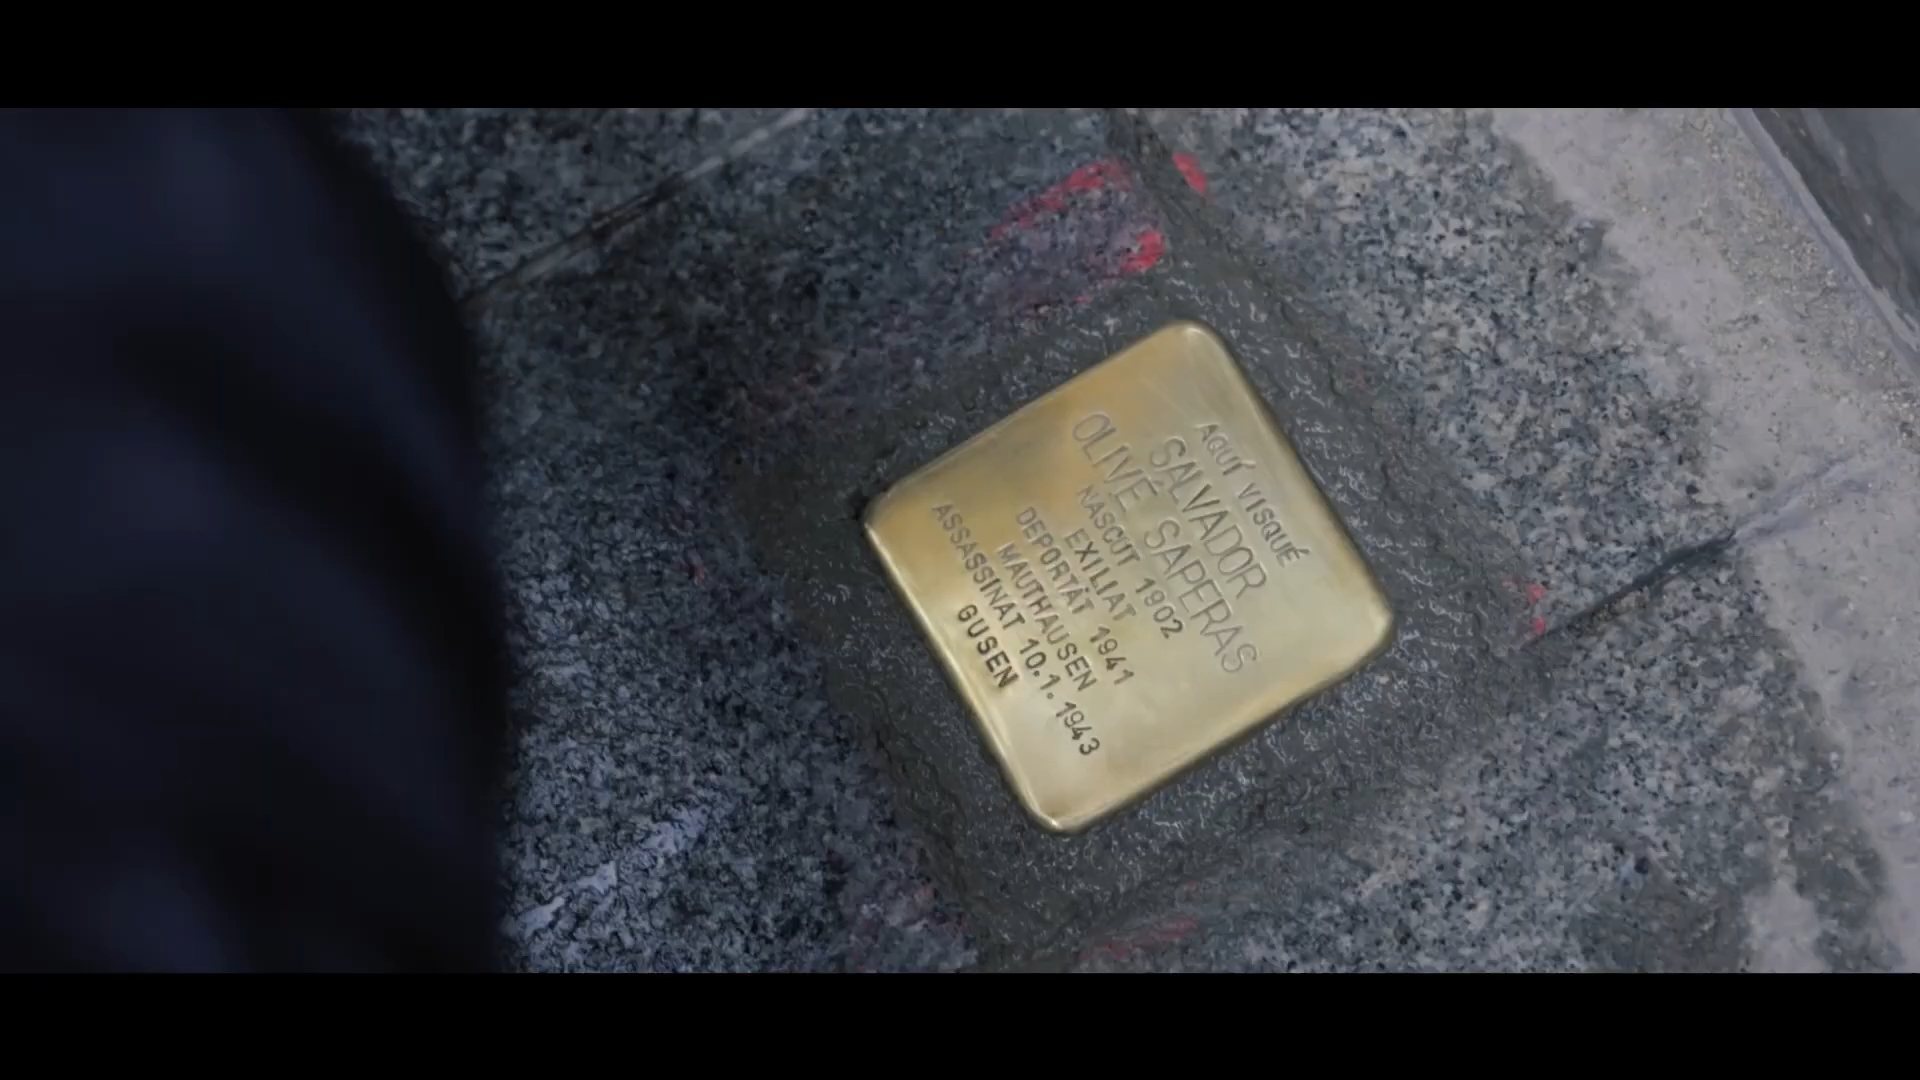 AQUÍ VISQUÉ
SALVADOR
OLIVÉ SAPERAS
NASCUT 1902
EXILIAT
DEPORTAT 1941
MAUTHAUSEN
ASSASSINAT 10.1.1943
GUSEN